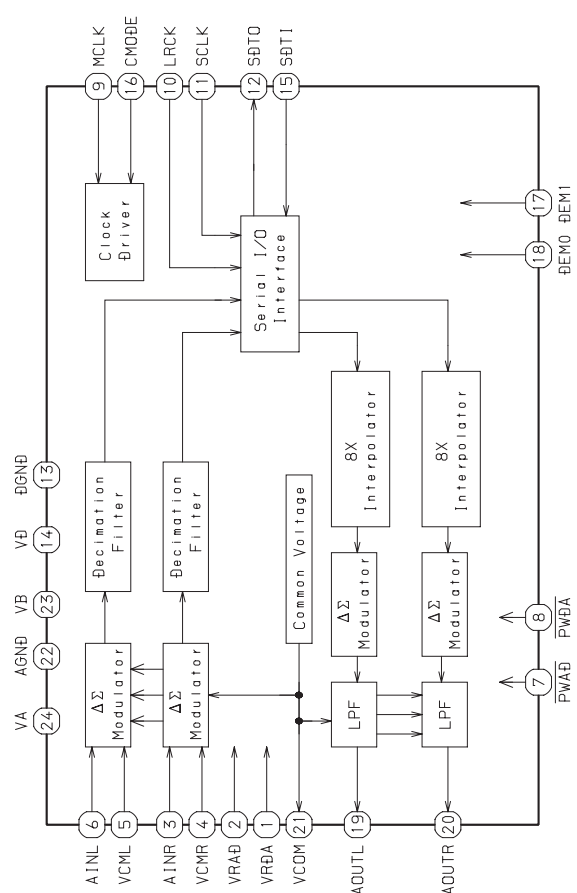 VA
AGND
VB
VD
DGND
24
22
23
14
13
AINL
6
ΔΣ
Modulator
Decimation
Filter
Clock
Driver
9
MCLK
VCML
5
16
CMODE
AINR
3
ΔΣ
Modulator
Decimation
Filter
10
LRCK
VCMR
4
11
SCLK
VRAD
2
VRDA
1
Serial I/O
Interface
12
SDTO
VCOM
21
Common Voltage
15
SDTI
AOUTL
19
LPF
ΔΣ
Modulator
8X
Interpolator
AOUTR
20
LPF
ΔΣ
Modulator
8X
Interpolator
7
8
18
17
PWAD
PWDA
DEM0
DEM1